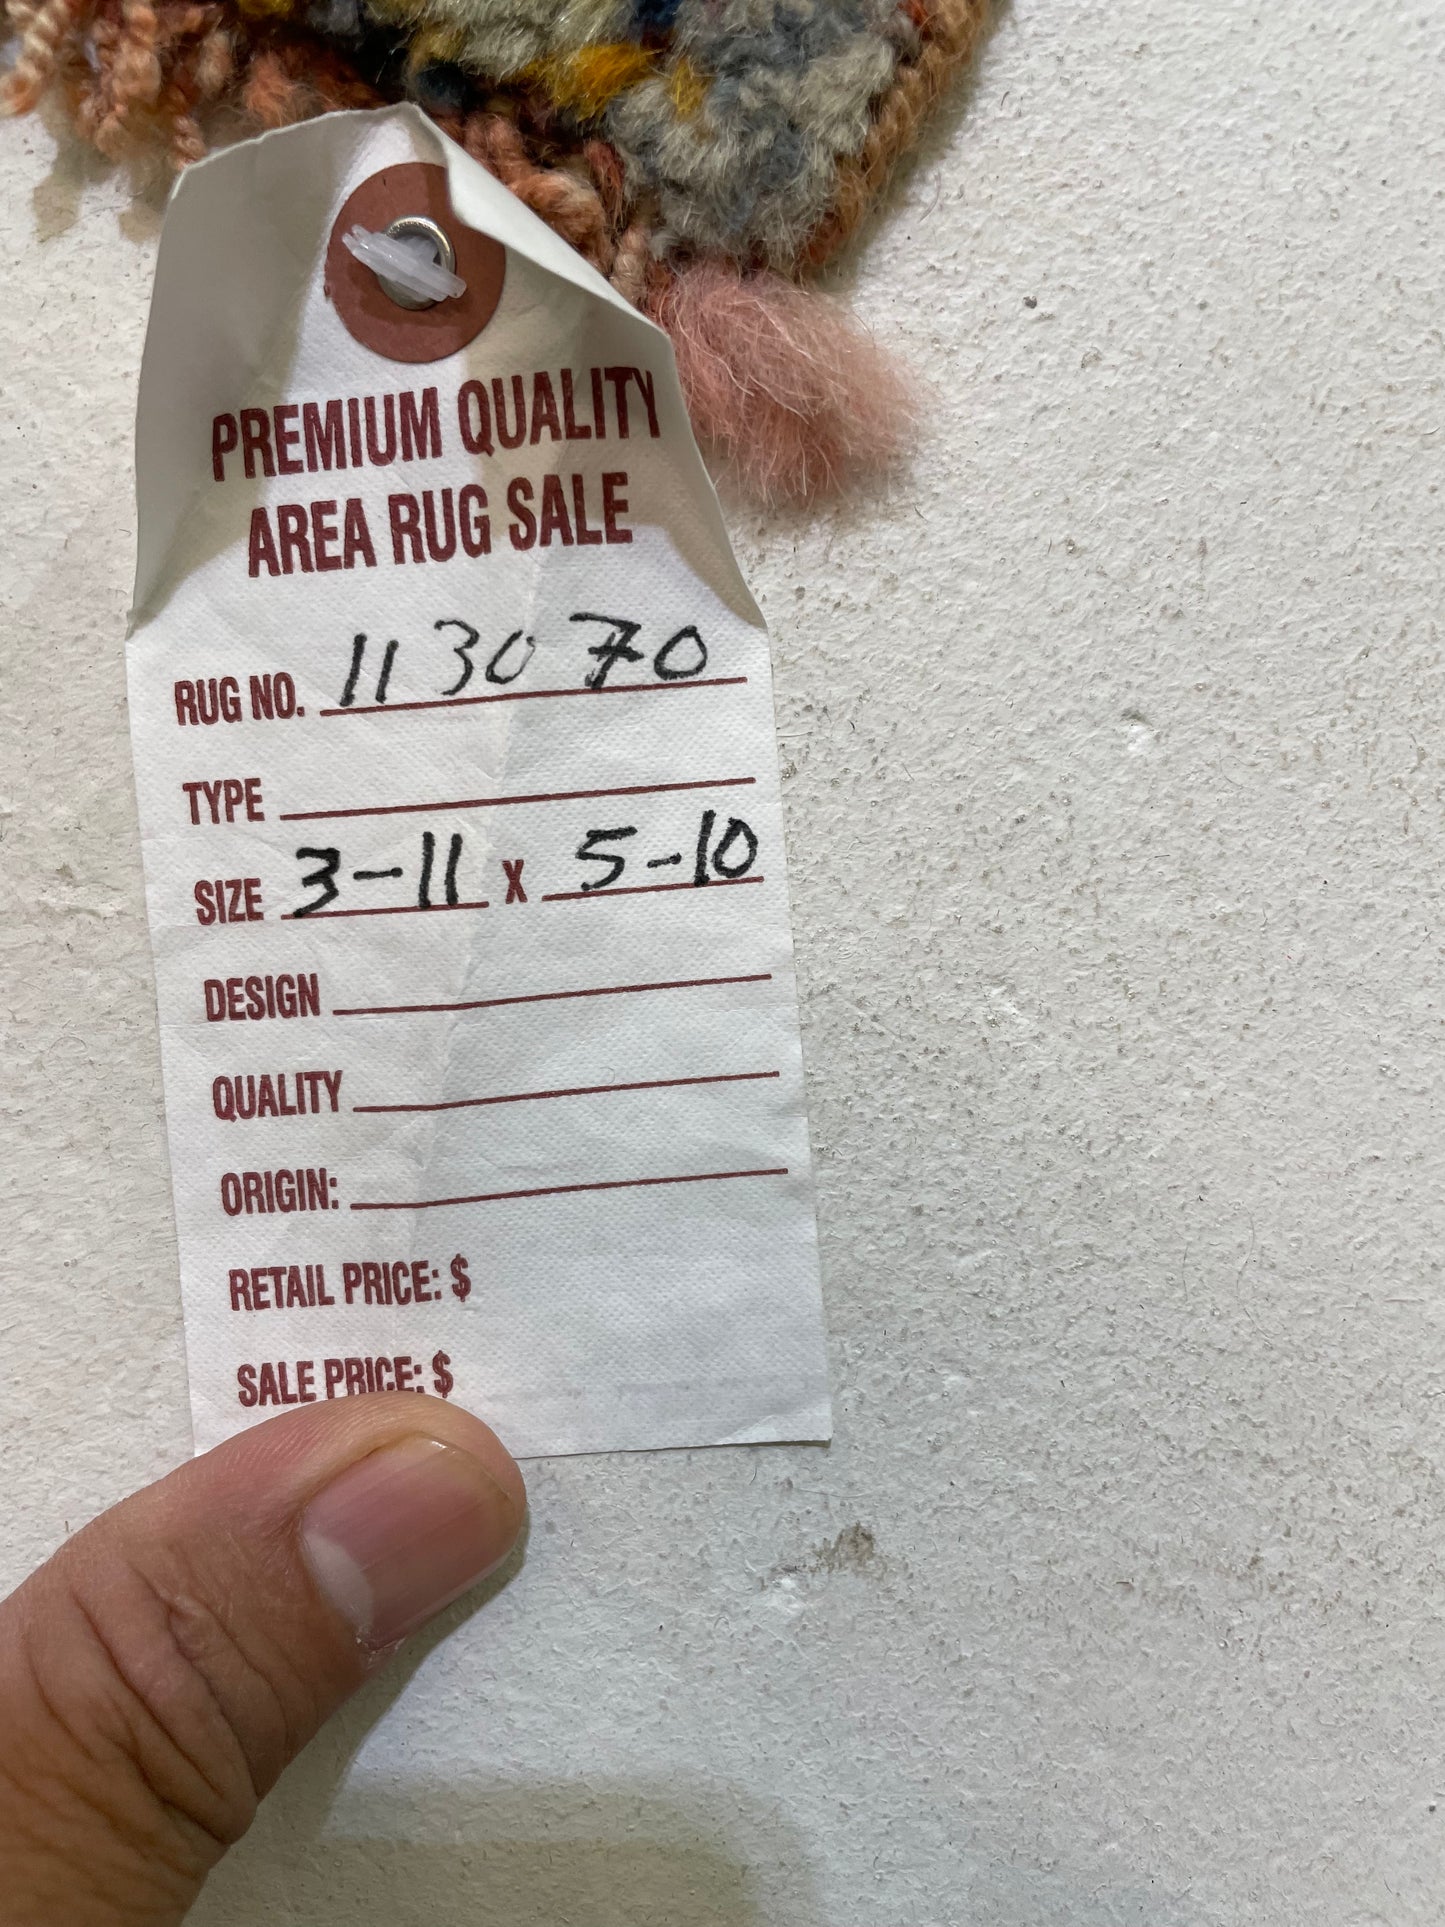 PREMIUM QUALITY
AREA RUG SALE
RUG NO. 113070
TYPE
SIZE 3-11 X 5-10
DESIGN
QUALITY
ORIGIN:
RETAIL PRICE: $
SALE PRICE: $